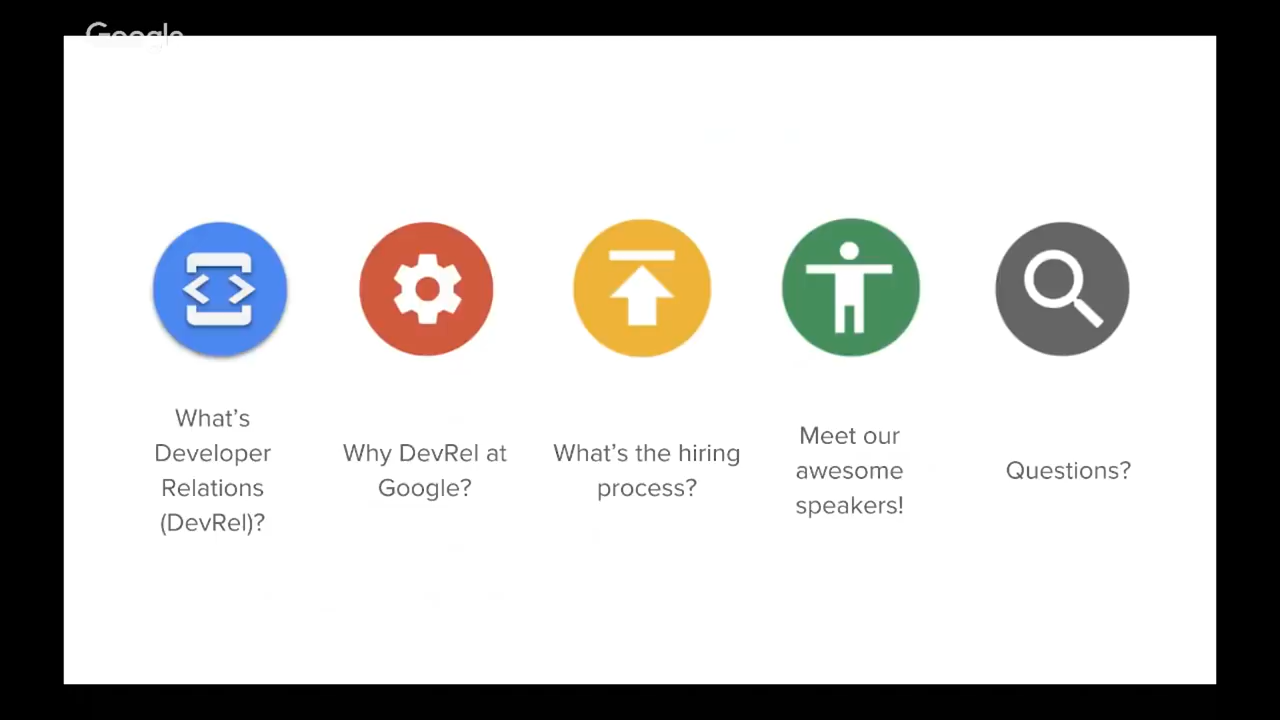 Google
What's
Developer
Relations
(DevRel)?
Why DevRel at
Google?
What's the hiring
process?
Meet our
awesome
speakers!
Questions?